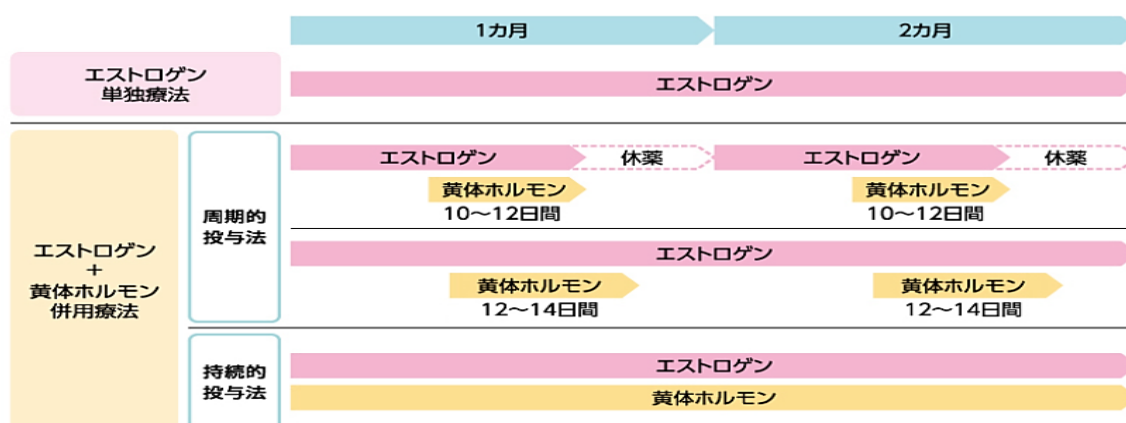 1カ月
2カ月
エストロゲン
単独療法
エストロゲン
エストロゲン
+
黄体ホルモン
併用療法
周期的
投与法
エストロゲン
休薬
エストロゲン
休薬
黄体ホルモン
黄体ホルモン
10～12日間
10～12日間
エストロゲン
黄体ホルモン
黄体ホルモン
12～14日間
12～14日間
持続的
投与法
エストロゲン
黄体ホルモン